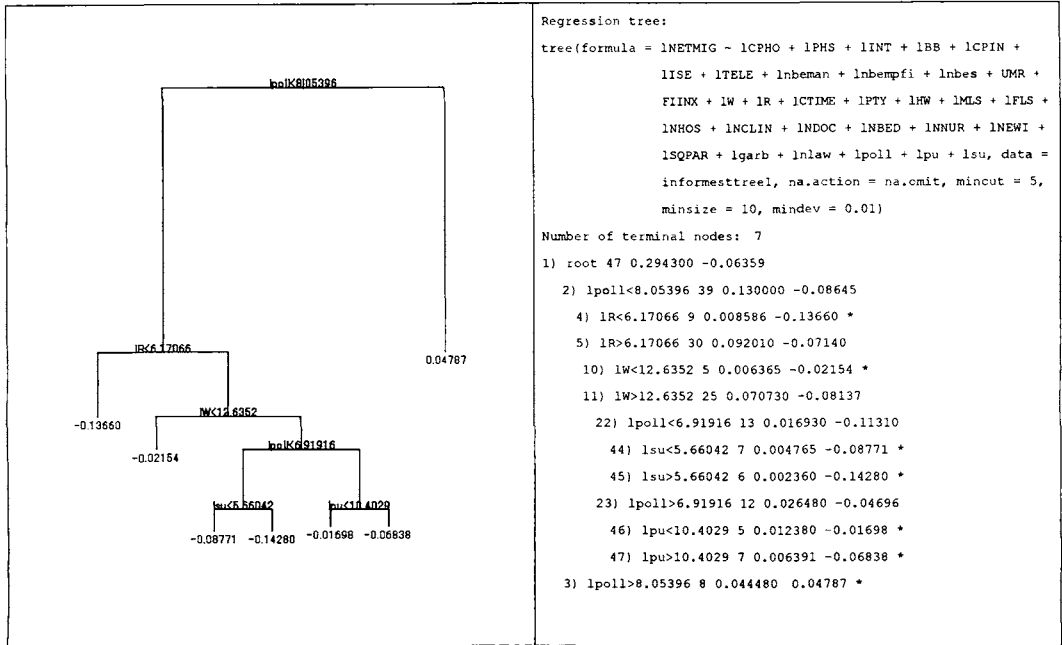 lpoll<8.05396
lR<6.17066
0.04787
-0.13660
lW<12.6352
-0.02154
lpoll<6.91916
lsu<5.66042
lpu<10.4029
-0.08771
-0.14280
-0.01698
-0.06838
Regression tree:
tree(formula = lNETMIG ~ lCPHO + lPHS + lINT + lBB + lCPIN +
lISE + lTELE + lnbeman + lnbempfi + lnbes + UMR +
FIINX + lW + lR + lCTIME + lPTY + lHW + lMLS + lFLS +
lNHOS + lNCLIN + lNDOC + lNBED + lNNUR + lNEWI +
lSQPAR + lgarb + lnlaw + lpoll + lpu + lsu, data =
informesttree1, na.action = na.omit, mincut = 5,
minsize = 10, mindev = 0.01)
Number of terminal nodes: 7
1) root 47 0.294300 -0.06359
2) lpoll<8.05396 39 0.130000 -0.08645
4) lR<6.17066 9 0.008586 -0.13660 *
5) lR>6.17066 30 0.092010 -0.07140
10) lW<12.6352 5 0.006365 -0.02154 *
11) lW>12.6352 25 0.070730 -0.08137
22) lpoll<6.91916 13 0.016930 -0.11310
44) lsu<5.66042 7 0.004765 -0.08771 *
45) lsu>5.66042 6 0.002360 -0.14280 *
23) lpoll>6.91916 12 0.026480 -0.04696
46) lpu<10.4029 5 0.012380 -0.01698 *
47) lpu>10.4029 7 0.006391 -0.06838 *
3) lpoll>8.05396 8 0.044480 0.04787 *